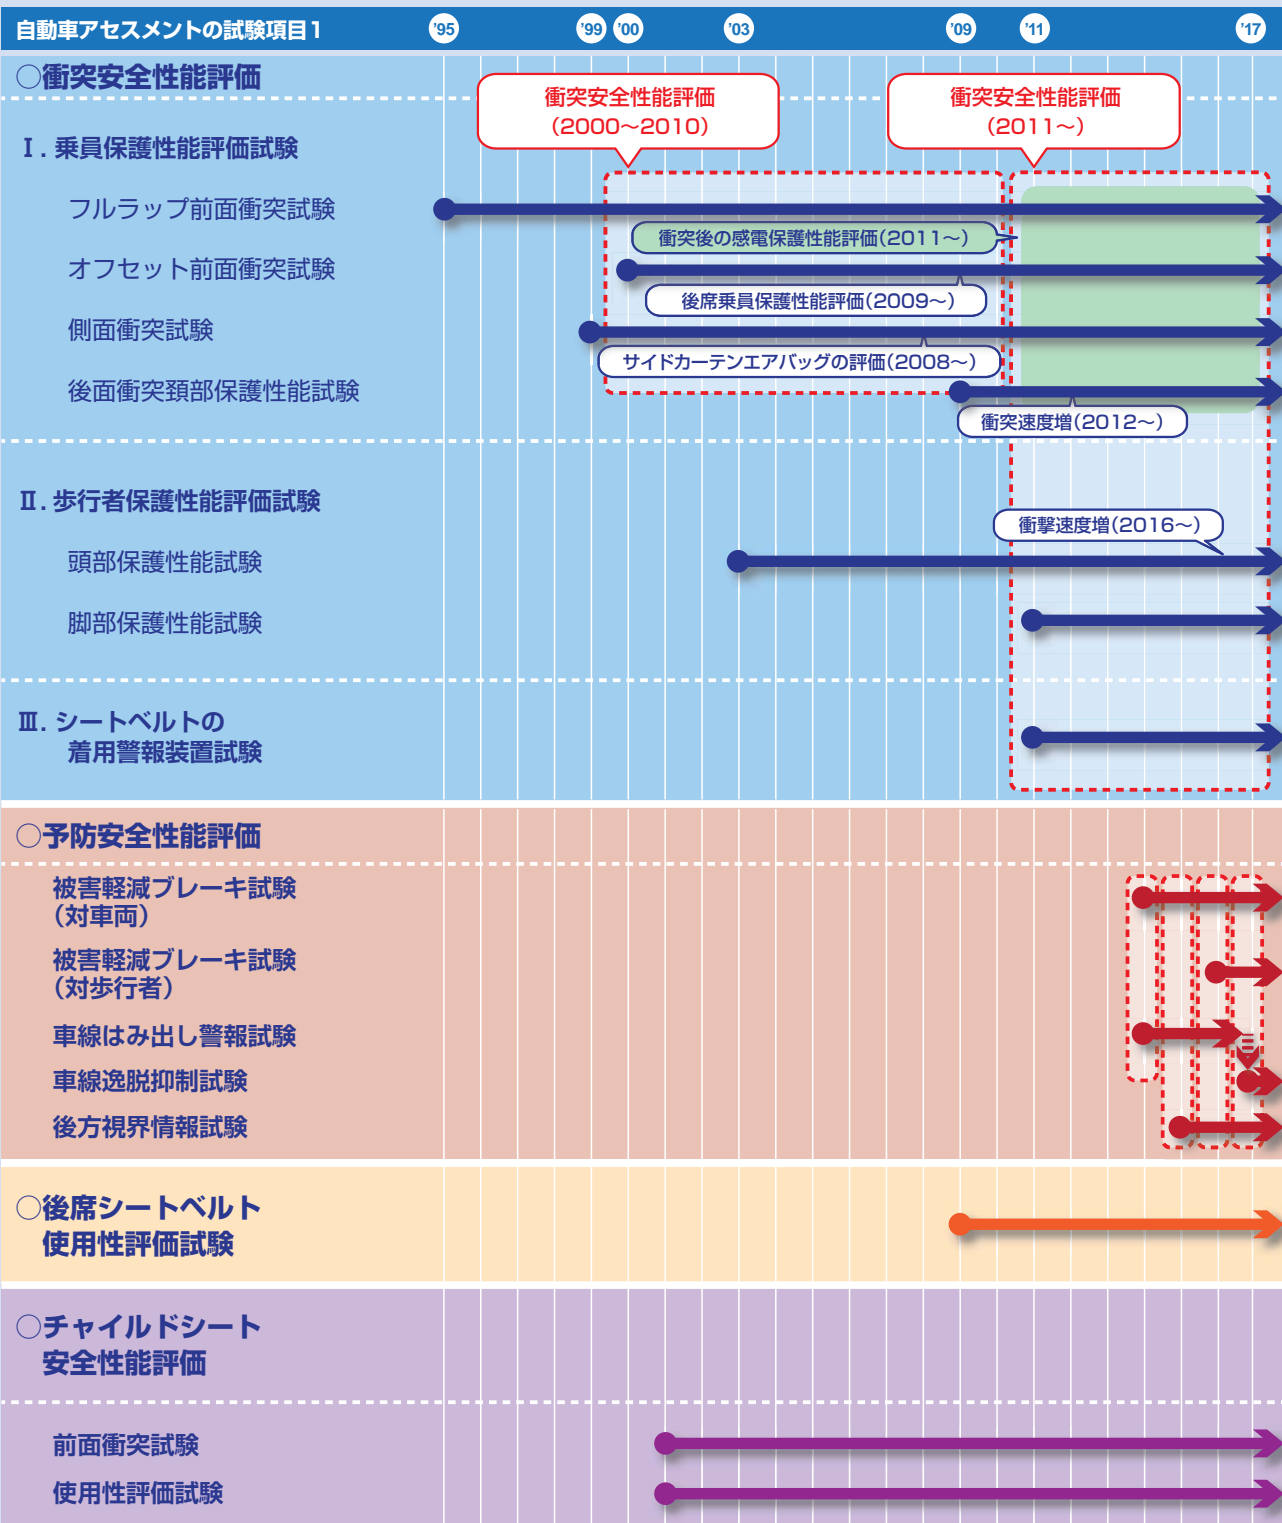 自動車アセスメントの試験項目1 '95 '99 '00 '03 '09 '11 '17
○衝突安全性能評価
衝突安全性能評価
(2000〜2010)
衝突安全性能評価
(2011〜)
Ⅰ. 乗員保護性能評価試験
フルラップ前面衝突試験
衝突後の感電保護性能評価(2011〜)
オフセット前面衝突試験
後席乗員保護性能評価(2009〜)
側面衝突試験
サイドカーテンエアバッグの評価(2008〜)
後面衝突頚部保護性能試験
衝突速度増(2012〜)
Ⅱ. 歩行者保護性能評価試験
衝撃速度増(2016〜)
頭部保護性能試験
脚部保護性能試験
Ⅲ. シートベルトの
着用警報装置試験
○予防安全性能評価
被害軽減ブレーキ試験
(対車両)
被害軽減ブレーキ試験
(対歩行者)
車線はみ出し警報試験
車線逸脱抑制試験
後方視界情報試験
○後席シートベルト
使用性評価試験
○チャイルドシート
安全性能評価
前面衝突試験
使用性評価試験